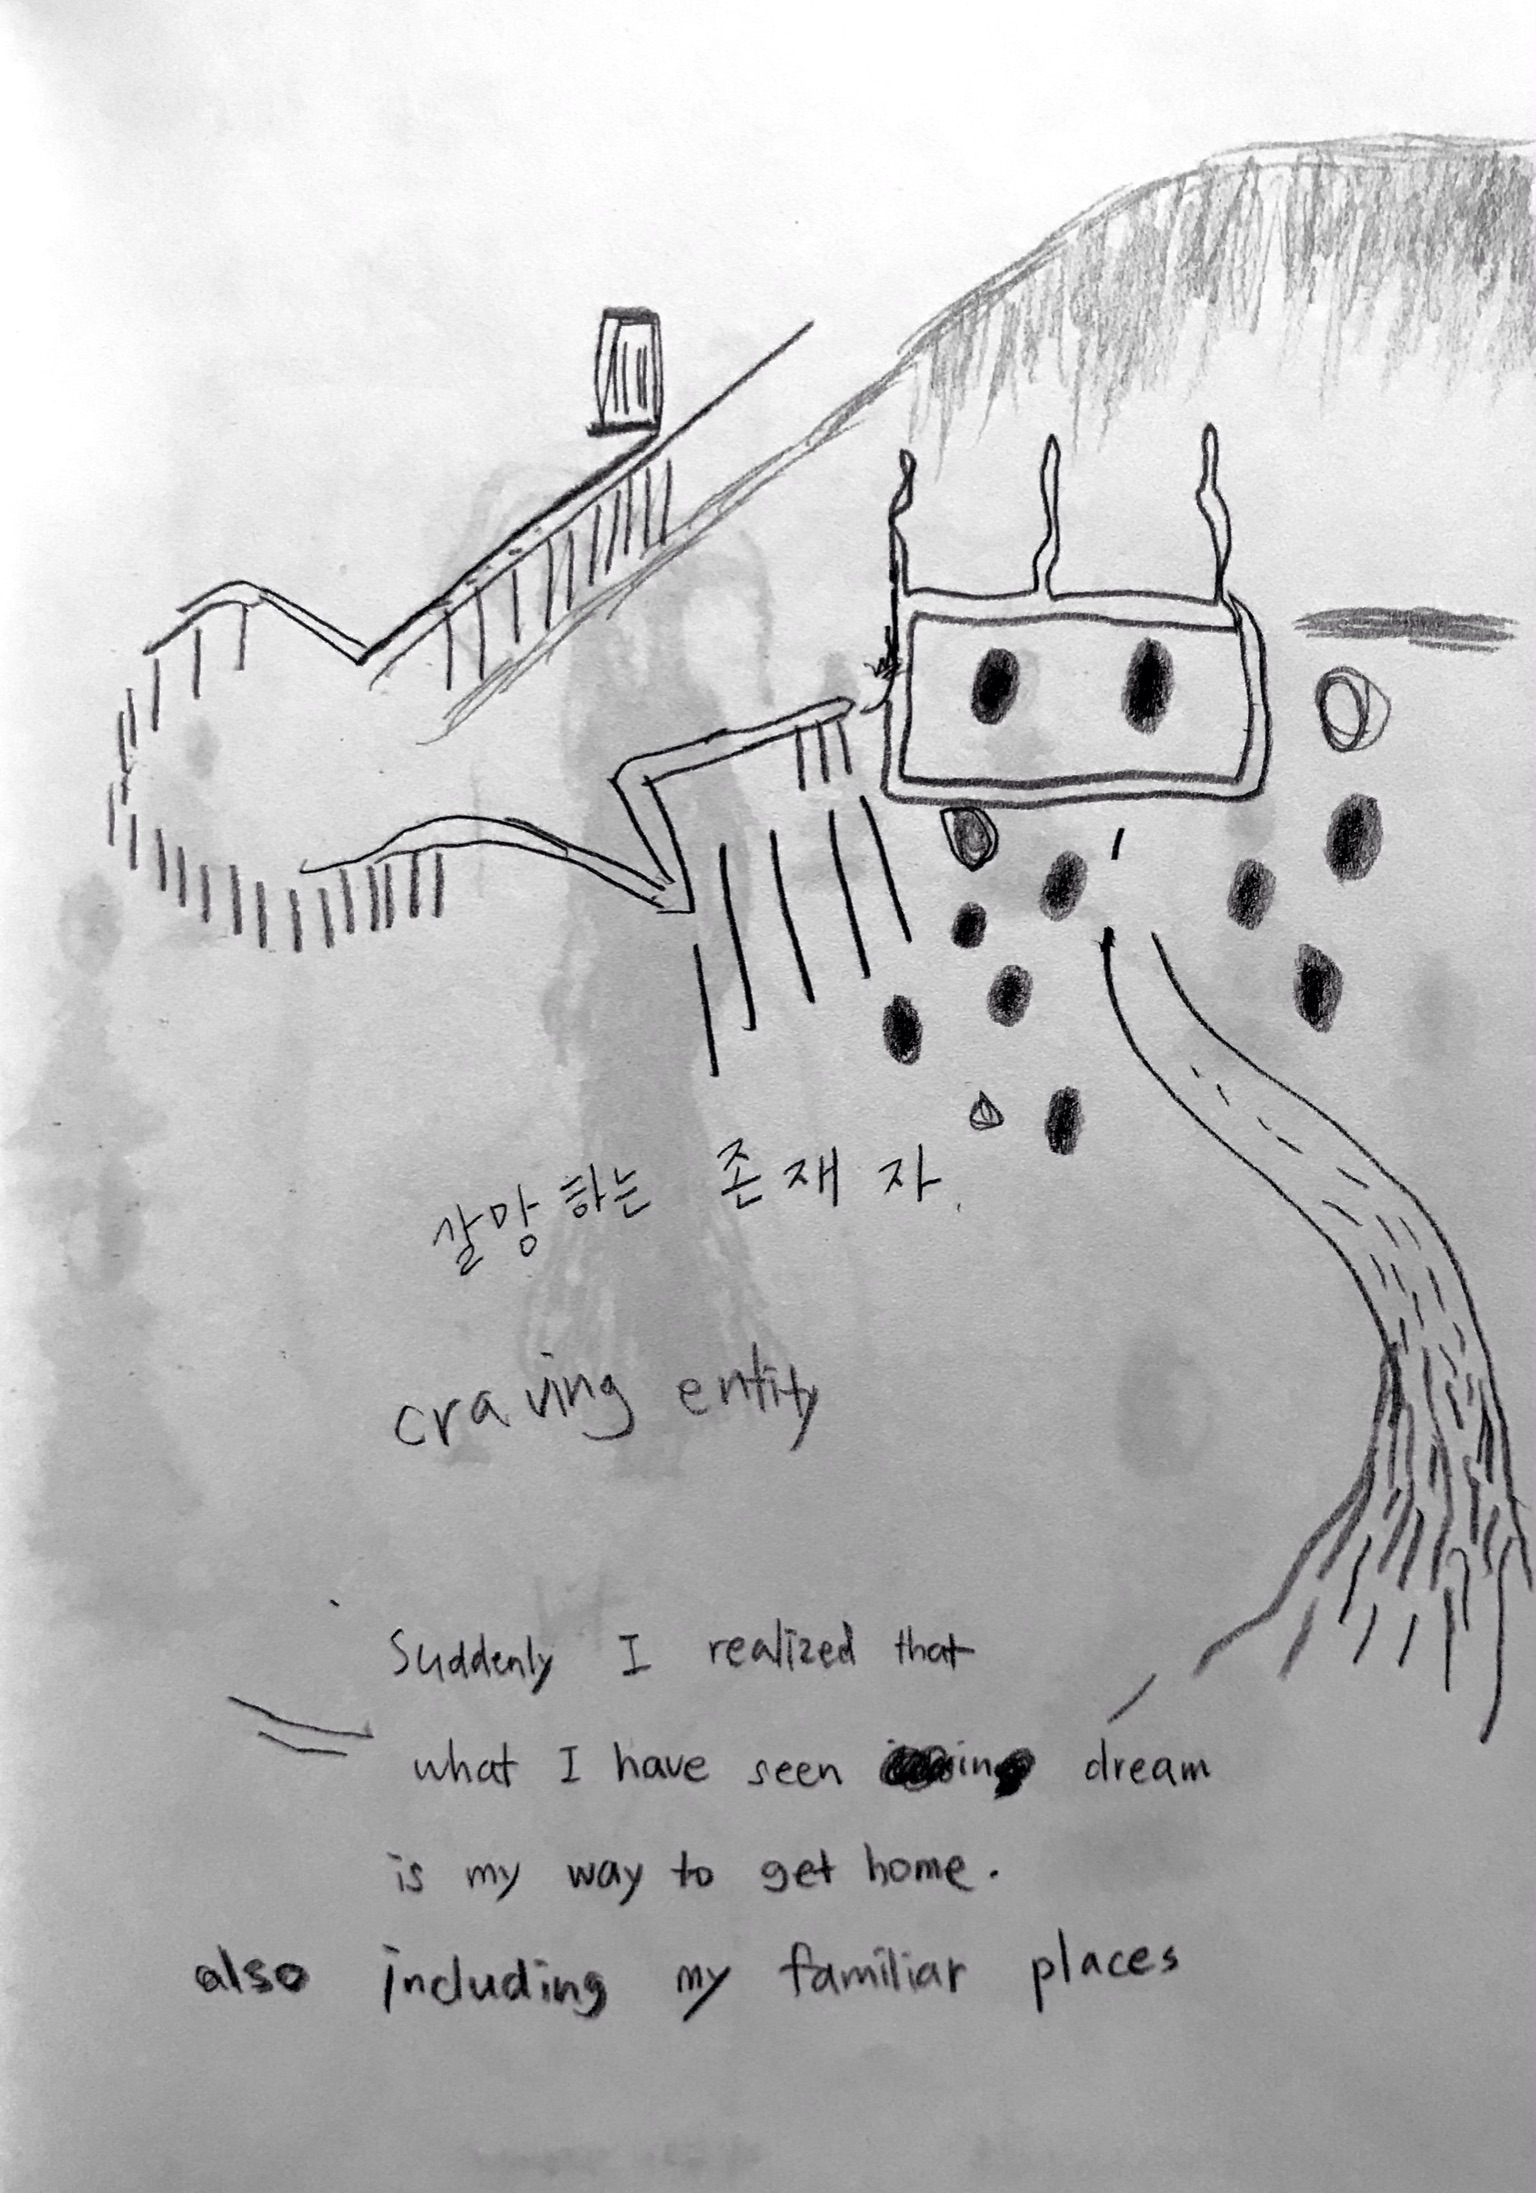 갈망하는 존재자.
craving entity
Suddenly I realized that
what I have seen in dream
is my way to get home.
also including my familiar places